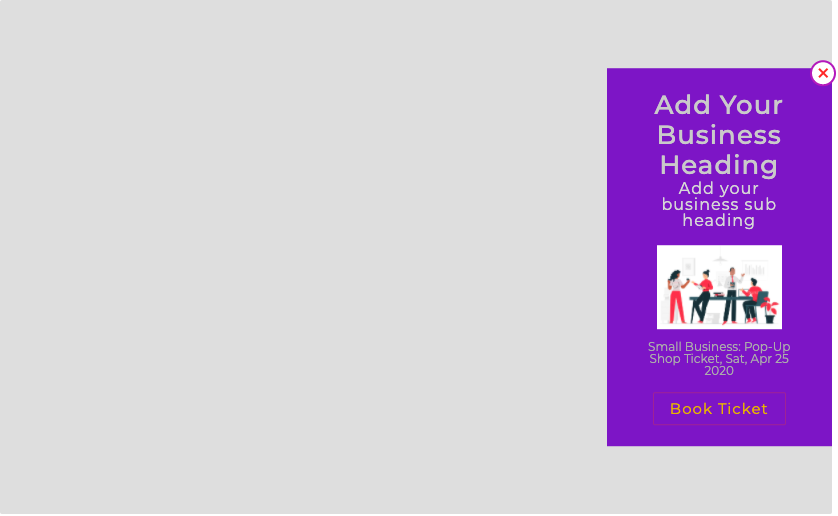 Add Your
Business
Heading
Add your
business sub
heading
Small Business: Pop-Up
Shop Ticket, Sat, Apr 25
2020
Book Ticket